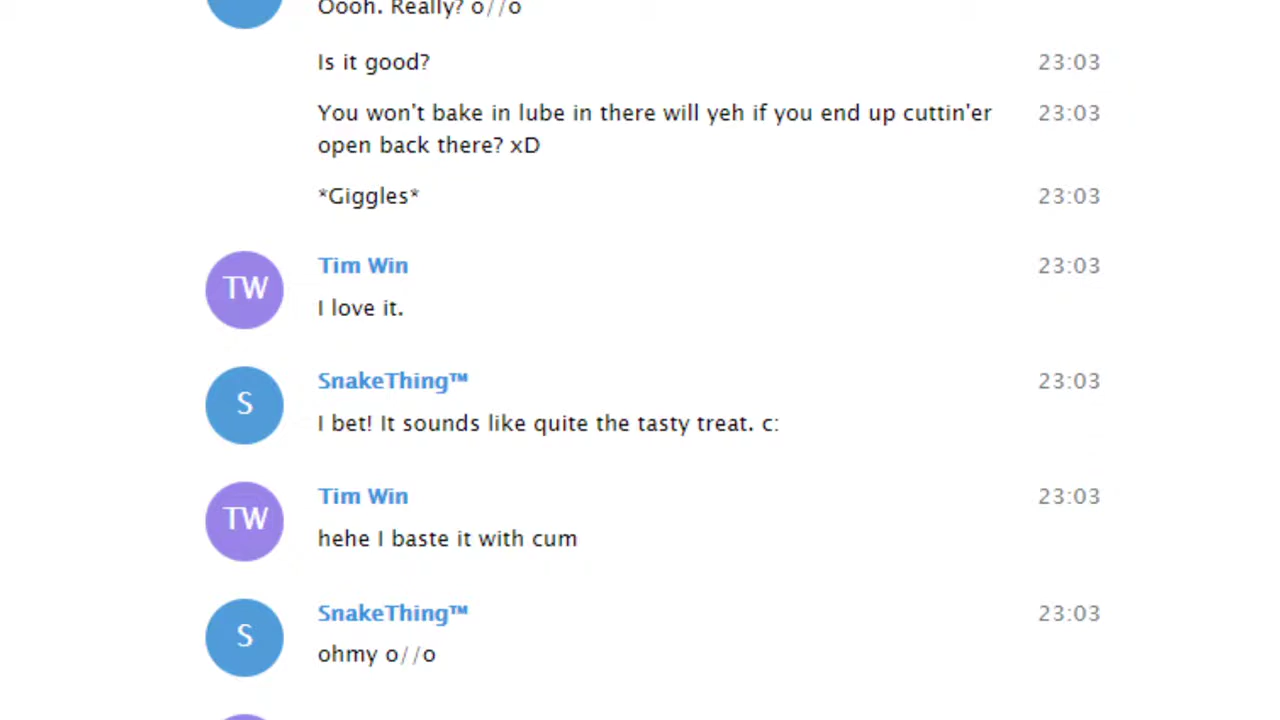 Oooh. Really? o//o
Is it good? 23:03
You won't bake in lube in there will yeh if you end up cuttin'er 23:03
open back there? xD
*Giggles* 23:03
TW Tim Win 23:03
I love it.
S SnakeThing™ 23:03
I bet! It sounds like quite the tasty treat. c:
TW Tim Win 23:03
hehe I baste it with cum
S SnakeThing™ 23:03
ohmy o//o